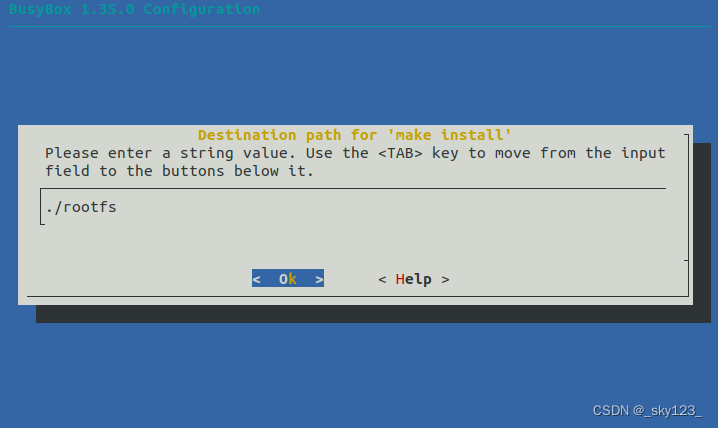 BusyBox 1.35.0 Configuration
Destination path for 'make install'
Please enter a string value. Use the <TAB> key to move from the input
field to the buttons below it.
./rootfs
<  Ok  >      < Help >
CSDN @_sky123_